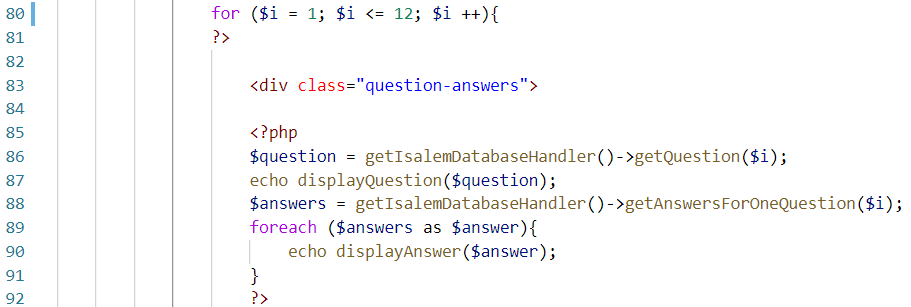 80 for ($i = 1; $i <= 12; $i ++){
81 ?>
82
83 <div class="question-answers">
84
85 <?php
86 $question = getIsalemDatabaseHandler()->getQuestion($i);
87 echo displayQuestion($question);
88 $answers = getIsalemDatabaseHandler()->getAnswersForOneQuestion($i);
89 foreach ($answers as $answer){
90 echo displayAnswer($answer);
91 }
92 ?>